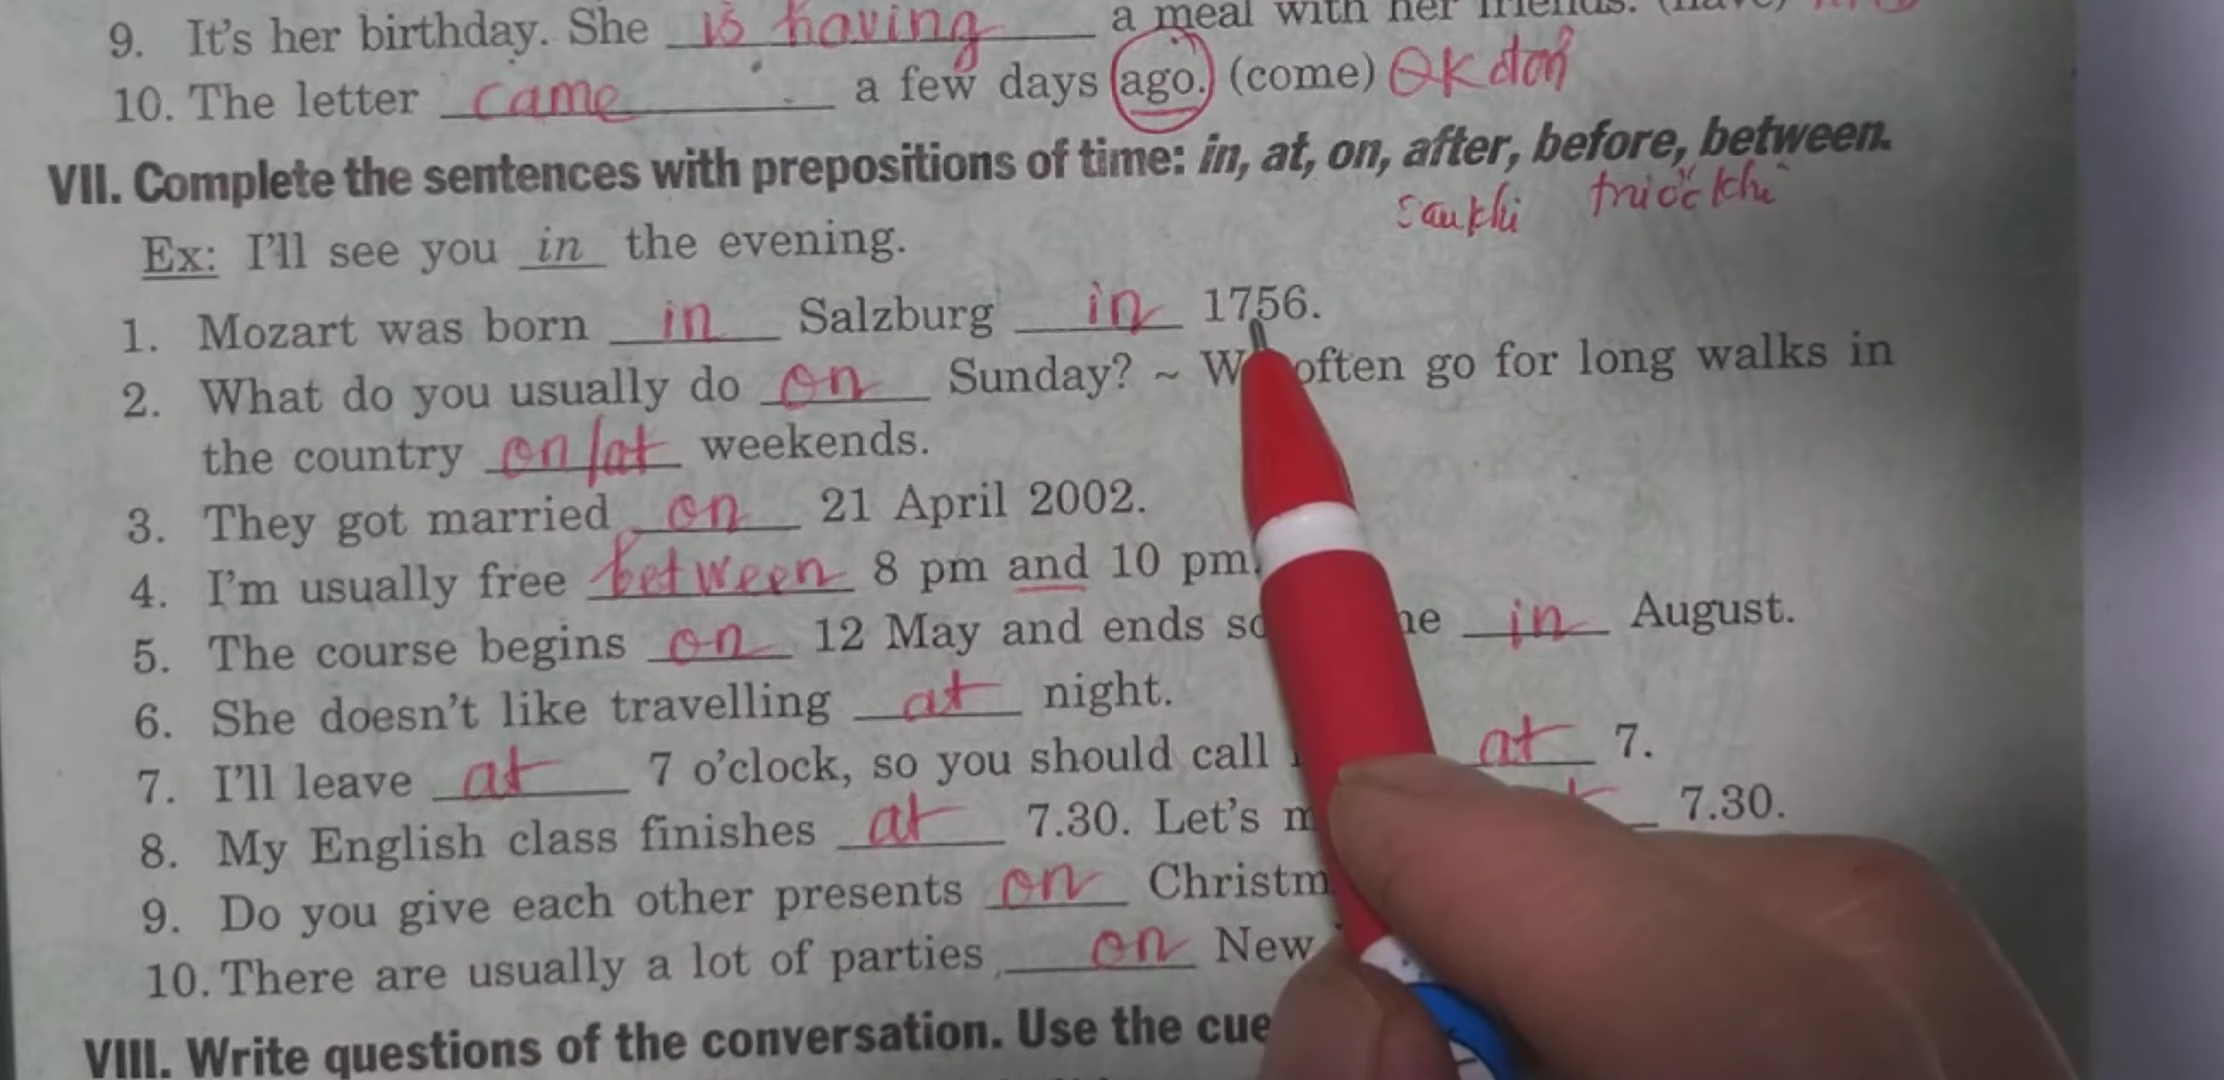 9. It's her birthday. She is having a meal with her friends. (have)
10. The letter came a few days ago. (come) QK đơn
VII. Complete the sentences with prepositions of time: in, at, on, after, before, between.
sau khi trước khi
Ex: I'll see you in the evening.
1. Mozart was born in Salzburg in 1756.
2. What do you usually do on Sunday? ~ W often go for long walks in
the country on/at weekends.
3. They got married on 21 April 2002.
4. I'm usually free between 8 pm and 10 pm.
5. The course begins on 12 May and ends in August.
6. She doesn't like travelling at night.
7. I'll leave at 7 o'clock, so you should call at 7.
8. My English class finishes at 7.30. Let's 7.30.
9. Do you give each other presents on Christm
10. There are usually a lot of parties on New
VIII. Write questions of the conversation. Use the cue